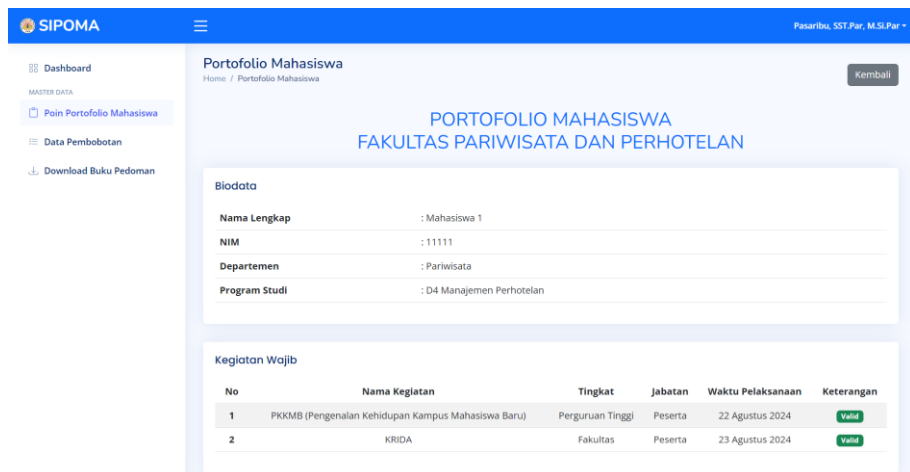 SIPOMA
Pasaribu, SST.Par, M.Si.Par
Dashboard
MASTER DATA
Poin Portofolio Mahasiswa
Data Pembobotan
Download Buku Pedoman
Portofolio Mahasiswa
Home / Portofolio Mahasiswa
Kembali
PORTOFOLIO MAHASISWA
FAKULTAS PARIWISATA DAN PERHOTELAN
Biodata
Nama Lengkap : Mahasiswa 1
NIM : 11111
Departemen : Pariwisata
Program Studi : D4 Manajemen Perhotelan
Kegiatan Wajib
No Nama Kegiatan Tingkat Jabatan Waktu Pelaksanaan Keterangan
1 PKKMB (Pengenalan Kehidupan Kampus Mahasiswa Baru) Perguruan Tinggi Peserta 22 Agustus 2024 Valid
2 KRIDA Fakultas Peserta 23 Agustus 2024 Valid